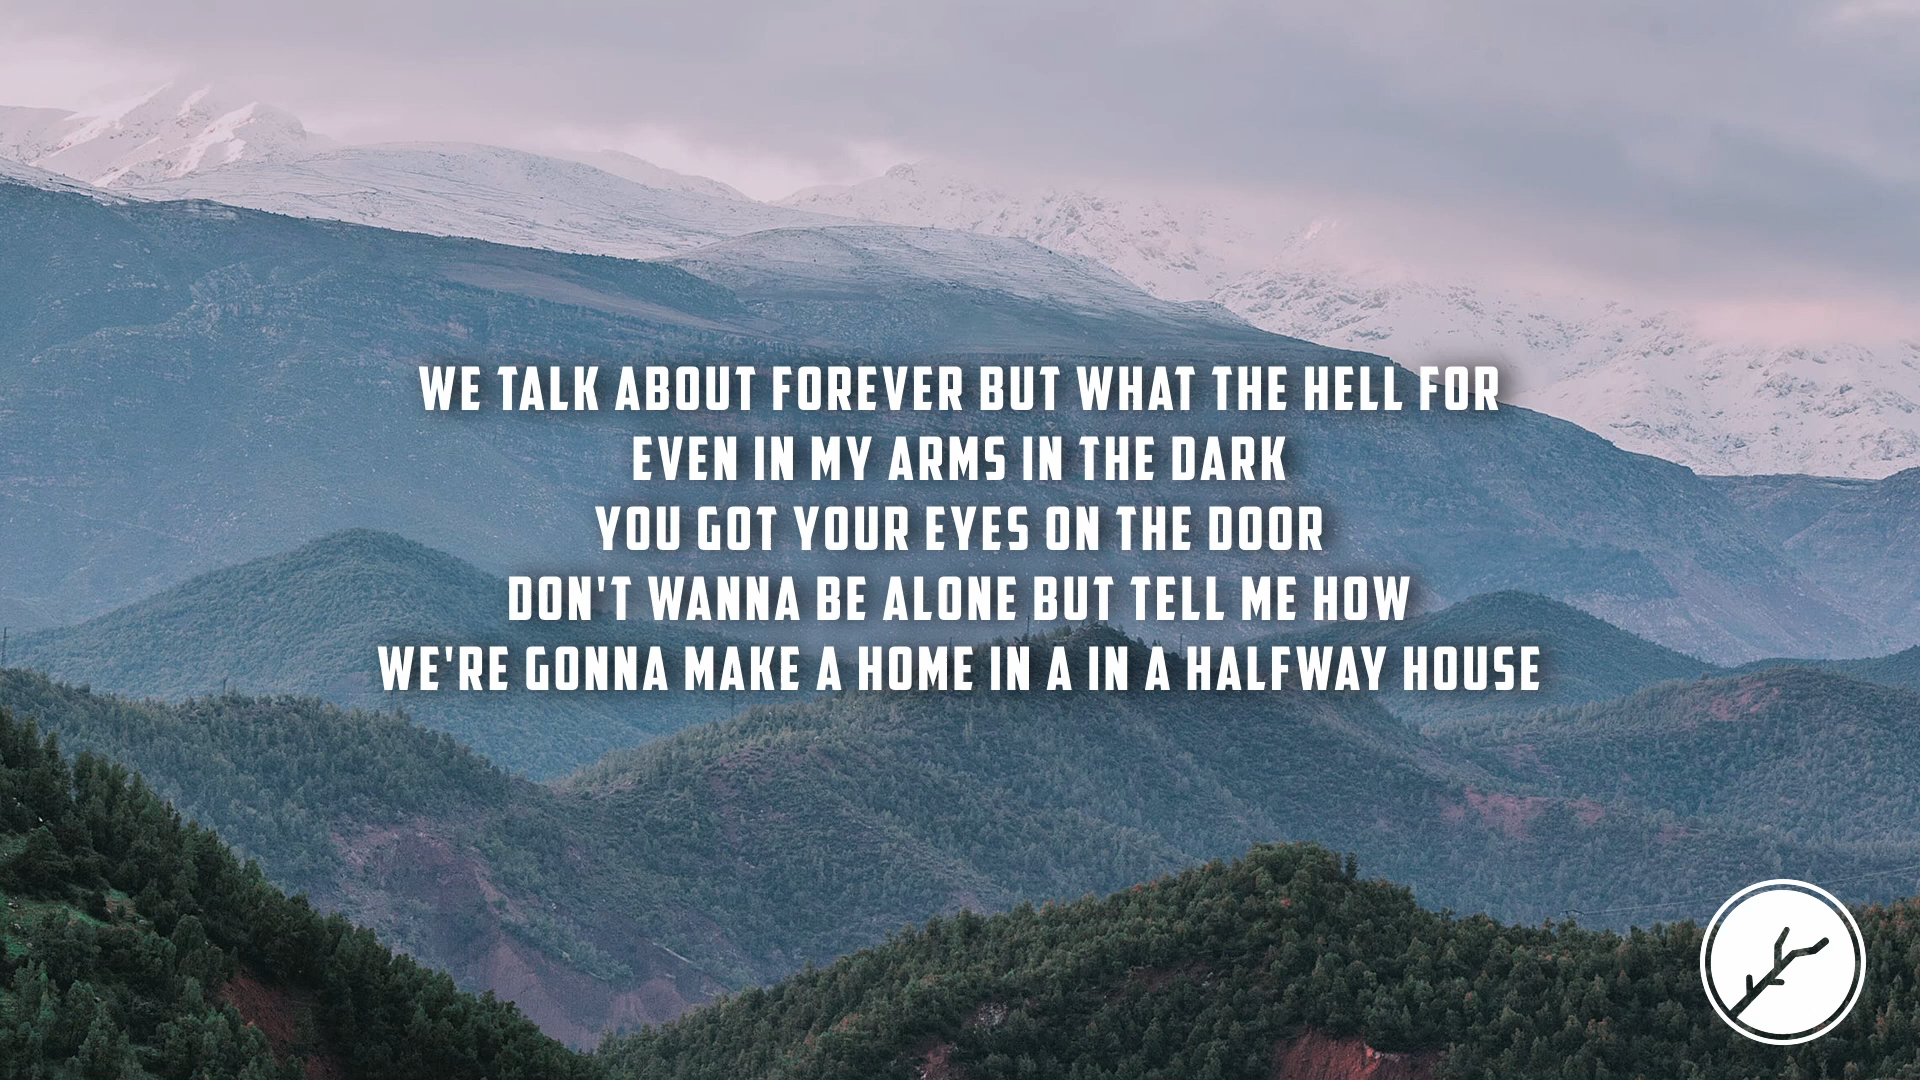 WE TALK ABOUT FOREVER BUT WHAT THE HELL FOR
EVEN IN MY ARMS IN THE DARK
YOU GOT YOUR EYES ON THE DOOR
DON'T WANNA BE ALONE BUT TELL ME HOW
WE'RE GONNA MAKE A HOME IN A IN A HALFWAY HOUSE